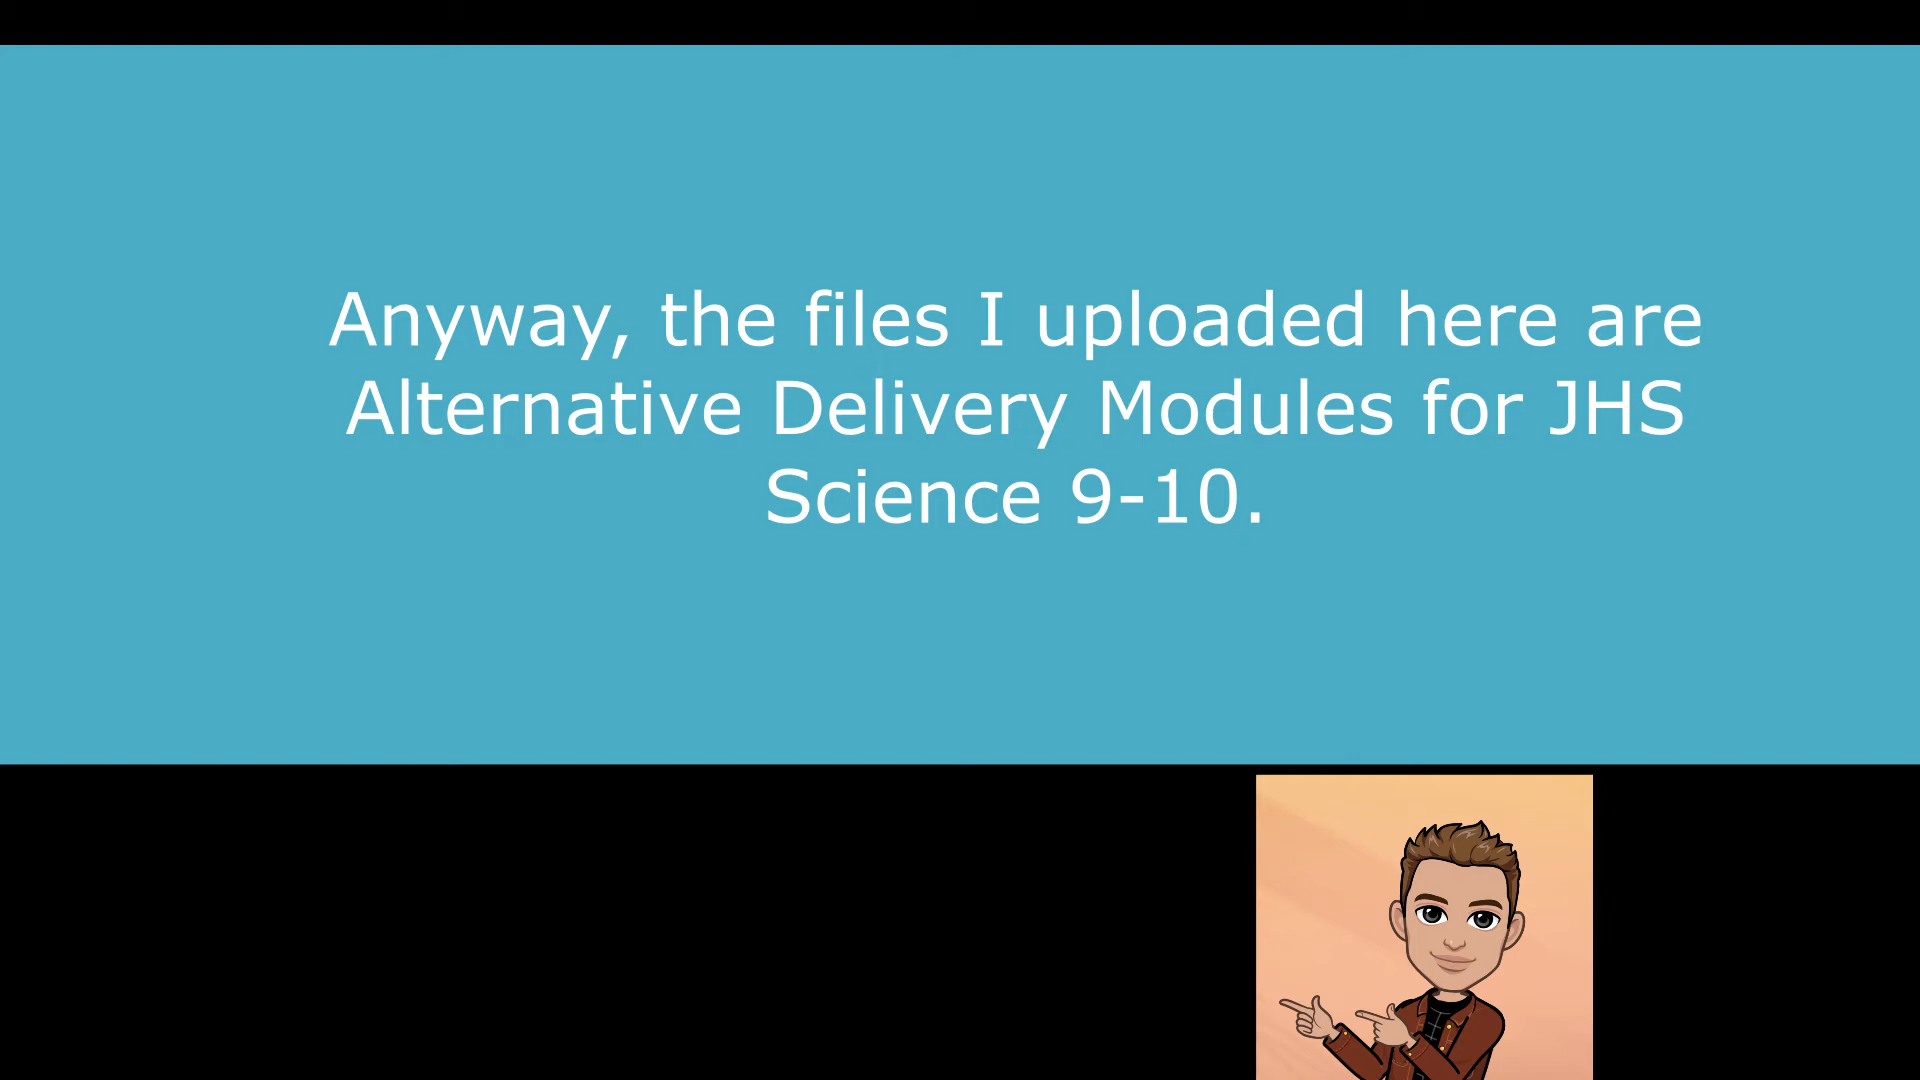 Anyway, the files I uploaded here are
Alternative Delivery Modules for JHS
Science 9-10.